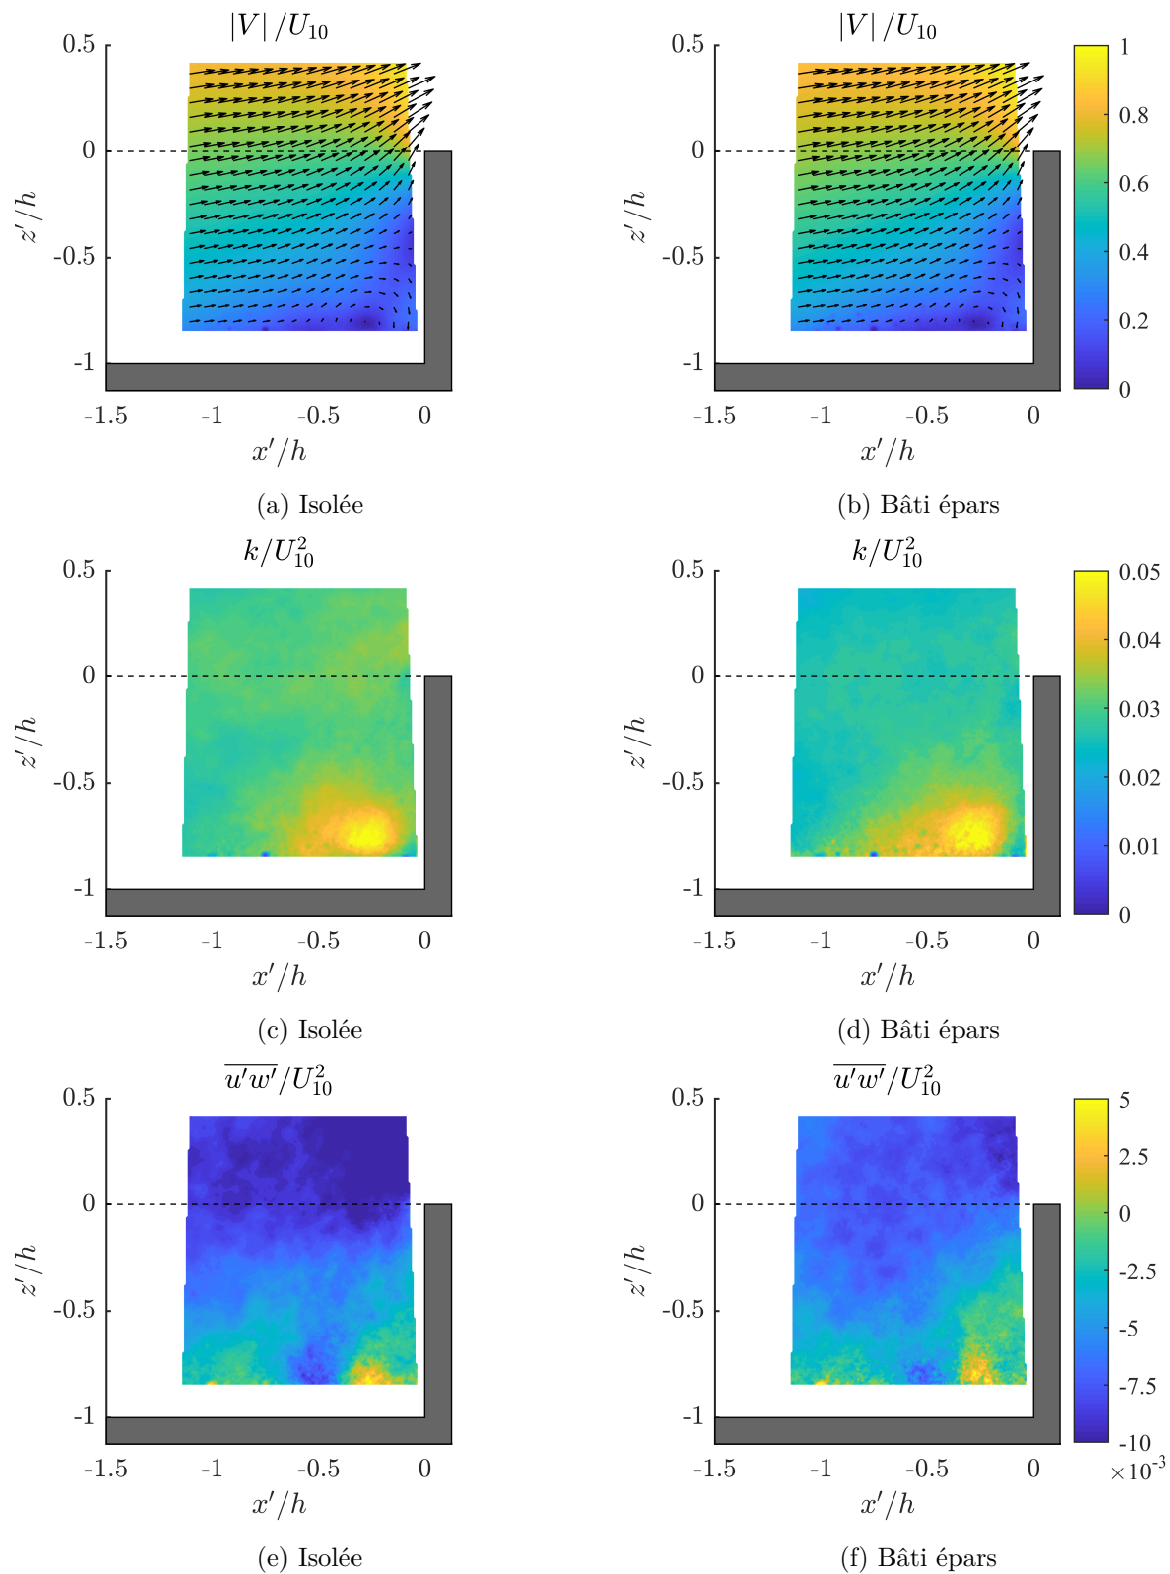 |V| /U10 |V| /U10
0.5 0.5 1
0.8
0 0
0.6
z'/h z'/h
-0.5 -0.5 0.4
0.2
-1 -1
0
-1.5 -1 -0.5 0 -1.5 -1 -0.5 0
x'/h x'/h
(a) Isolée (b) Bâti épars
k/U₁₀² k/U₁₀²
0.5 0.5 0.05
0.04
0 0
0.03
z'/h z'/h
-0.5 -0.5 0.02
0.01
-1 -1
0
-1.5 -1 -0.5 0 -1.5 -1 -0.5 0
x'/h x'/h
(c) Isolée (d) Bâti épars
u'w'/U₁₀² u'w'/U₁₀²
0.5 0.5 5
2.5
0 0 0
z'/h z'/h
-2.5
-0.5 -0.5 -5
-7.5
-1 -1
-10
-1.5 -1 -0.5 0 -1.5 -1 -0.5 0 ×10⁻³
x'/h x'/h
(e) Isolée (f) Bâti épars